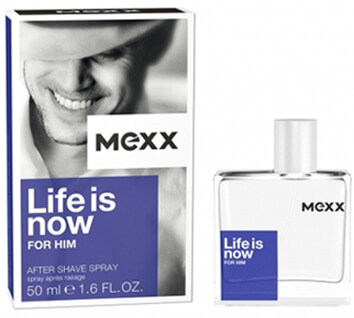 MEXX
Life is
now
FOR HIM
AFTER SHAVE SPRAY
spray après rasage
50 ml e 1.6 FL.OZ.
MEXX
Life is
now
FOR HIM